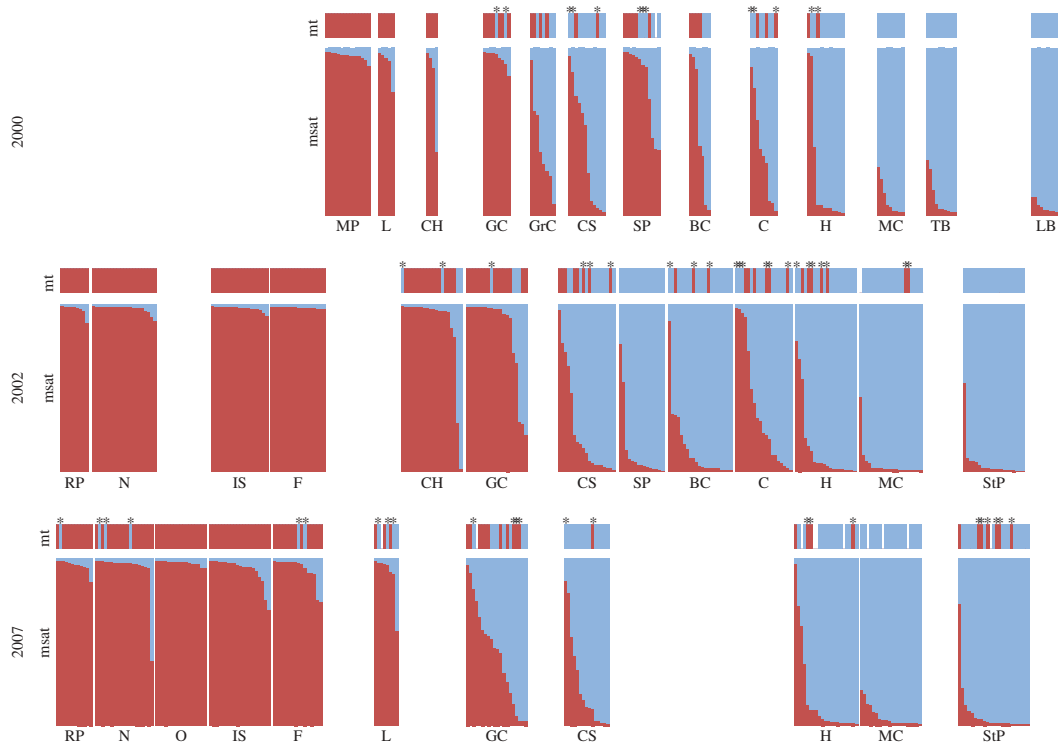 mt
* * ** * *** ** * **
2000
msat
MP L CH GC GrC CS SP BC C H MC TB LB
mt
* * * ** * * * * *** ** * * ** ** **
2002
msat
RP N IS F CH GC CS SP BC C H MC StP
mt
* ** * ** * ** * *** * * ** * ** * ** *
2007
msat
RP N O IS F L GC CS H MC StP